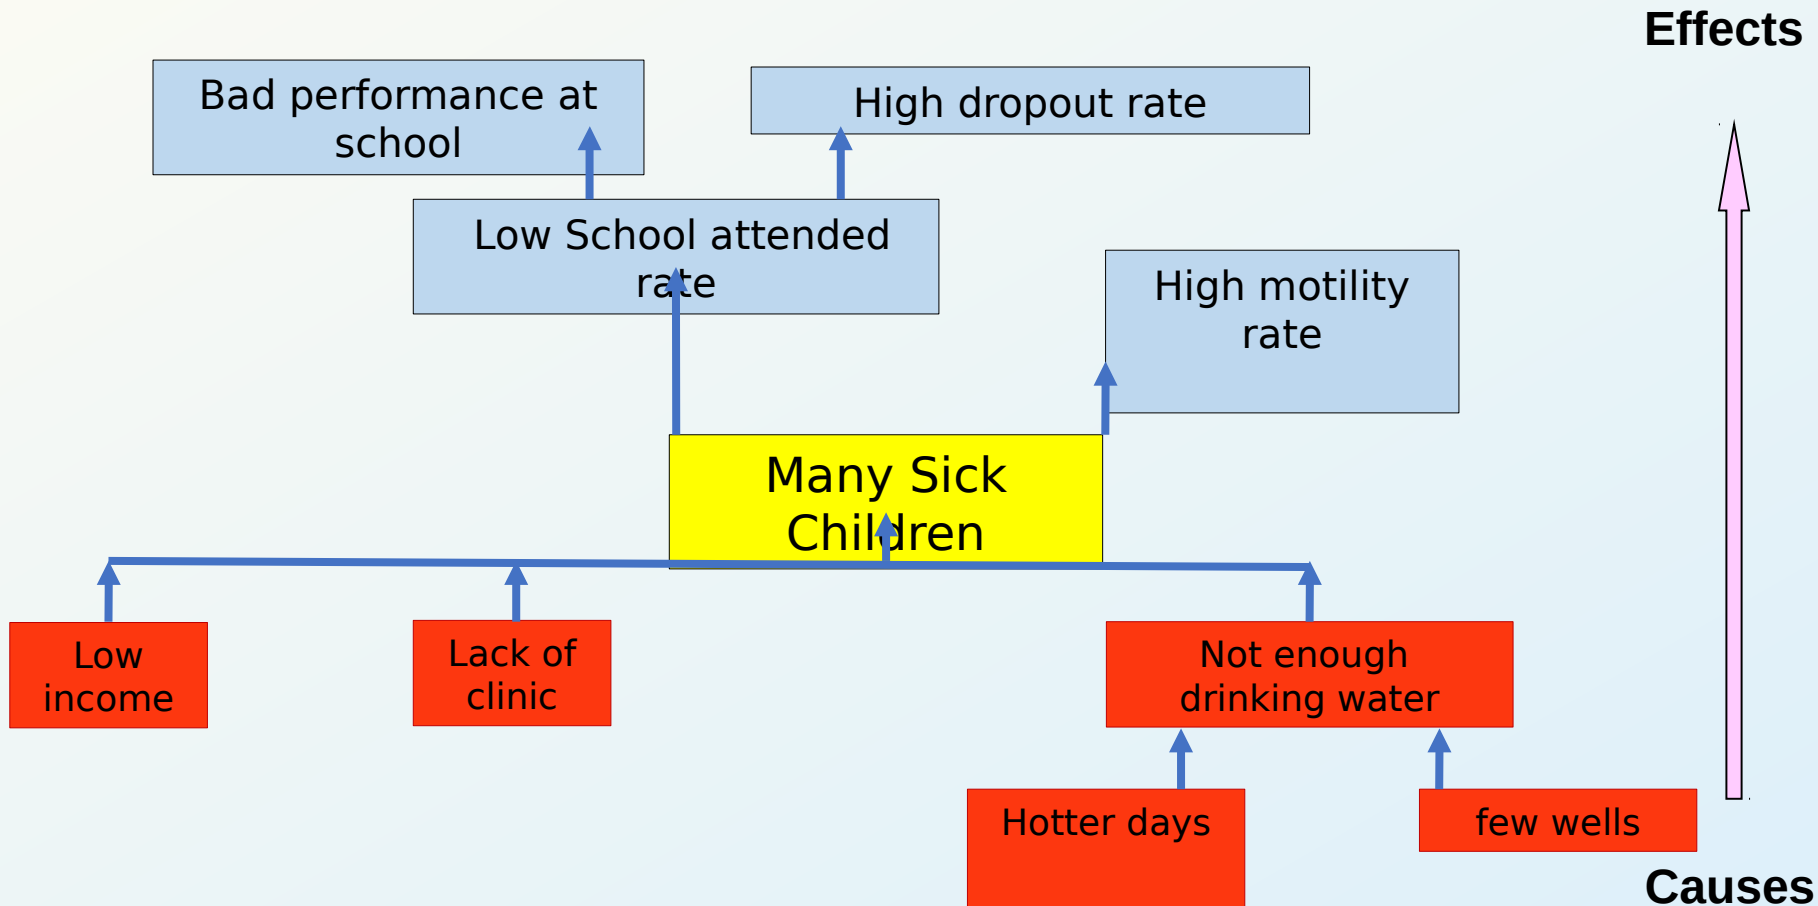 Effects
Bad performance at
school
High dropout rate
Low School attended
rate
High motility
rate
Many Sick
Children
Low
income
Lack of
clinic
Not enough
drinking water
Hotter days
few wells
Causes